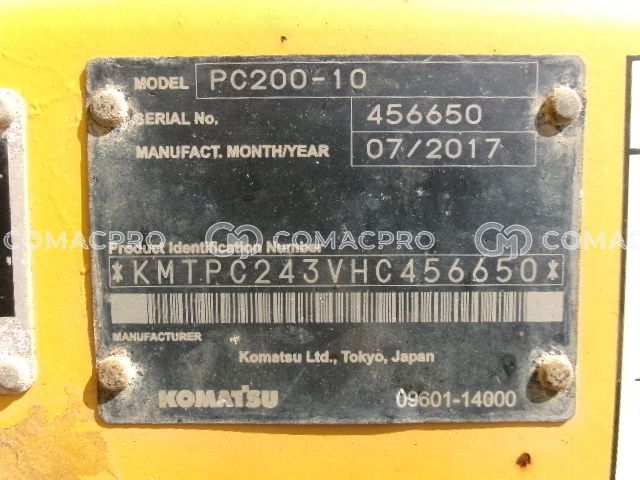 MODEL PC200-10
SERIAL No, 456650
MANUFACT. MONTH/YEAR 07/2017
COMACPRO COMACPRO COMACPRO
Product Identification Number
*KMTPC243VHC456650*
MANUFACTURER
Komatsu Ltd., Tokyo, Japan
KOMATSU 09601-14000